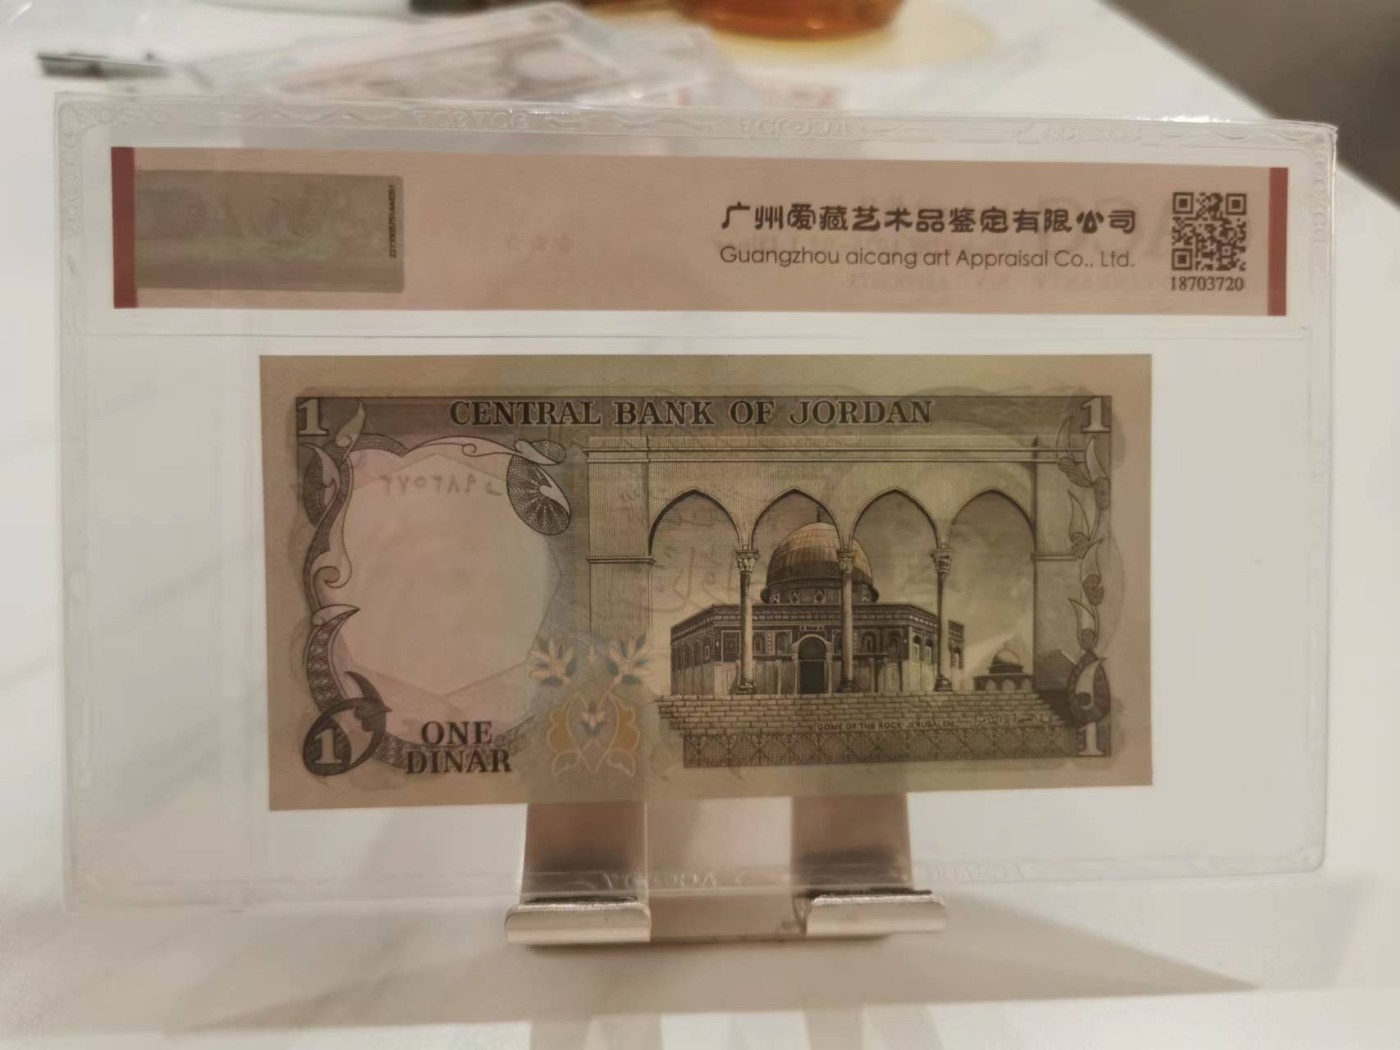 广州爱藏艺术品鉴定有限公司
Guangzhou aicang art Appraisal Co., Ltd.
18703720
1 CENTRAL BANK OF JORDAN 1
DOME OF THE ROCK-JERUSALEM
ONE
DINAR
1
1